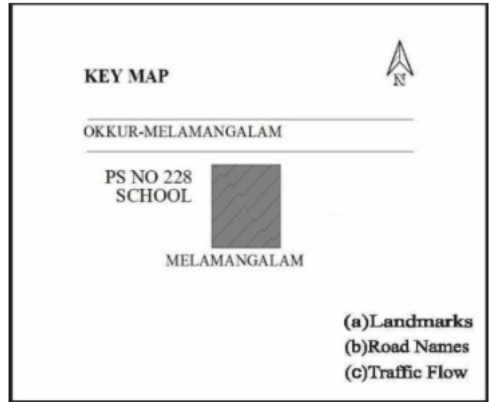 KEY MAP
N
OKKUR-MELAMANGALAM
PS NO 228
SCHOOL
MELAMANGALAM
(a)Landmarks
(b)Road Names
(c)Traffic Flow